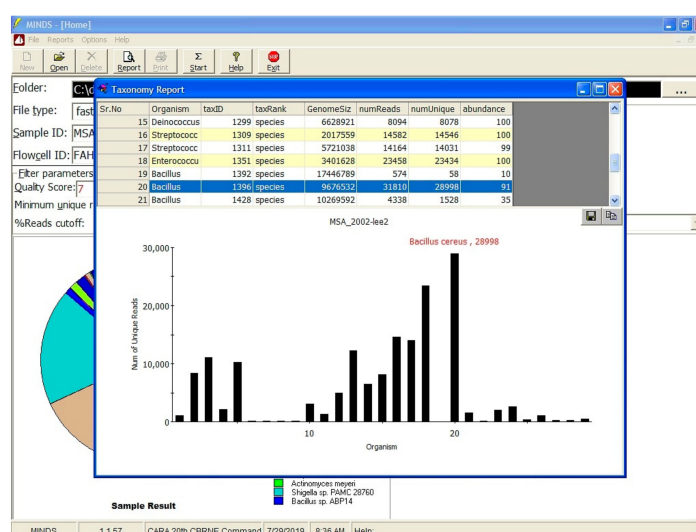 MINDS - [Home]
File Reports Options Help
New Open Delete Report Print Start Help Exit
Folder: C:\
File type: fast
Sample ID: MSA
Flowcell ID: FAH
Filter parameters
Quality Score: 7
Minimum unique r
%Reads cutoff:
Taxonomy Report
Sr.No Organism taxID taxRank GenomeSiz numReads numUnique abundance
15 Deinococcus 1299 species 6628921 8094 8078 100
16 Streptococc 1309 species 2017559 14582 14546 100
17 Streptococc 1311 species 5721038 14164 14031 99
18 Enterococcu 1351 species 3401628 23458 23434 100
19 Bacillus 1392 species 17446789 574 58 10
20 Bacillus 1396 species 9676532 31810 28998 91
21 Bacillus 1428 species 10269592 4338 1528 35
MSA_2002-lee2
Bacillus cereus , 28998
30,000
20,000
10,000
0
Num of Unique Reads
10 20
Organism
Actinomyces meyeri
Shigella sp. PAMC 28760
Bacillus sp. ABP14
Sample Result
MINDS 1.1.57 CARA 20th CBRNE Command 7/29/2019 8:36 AM Help: